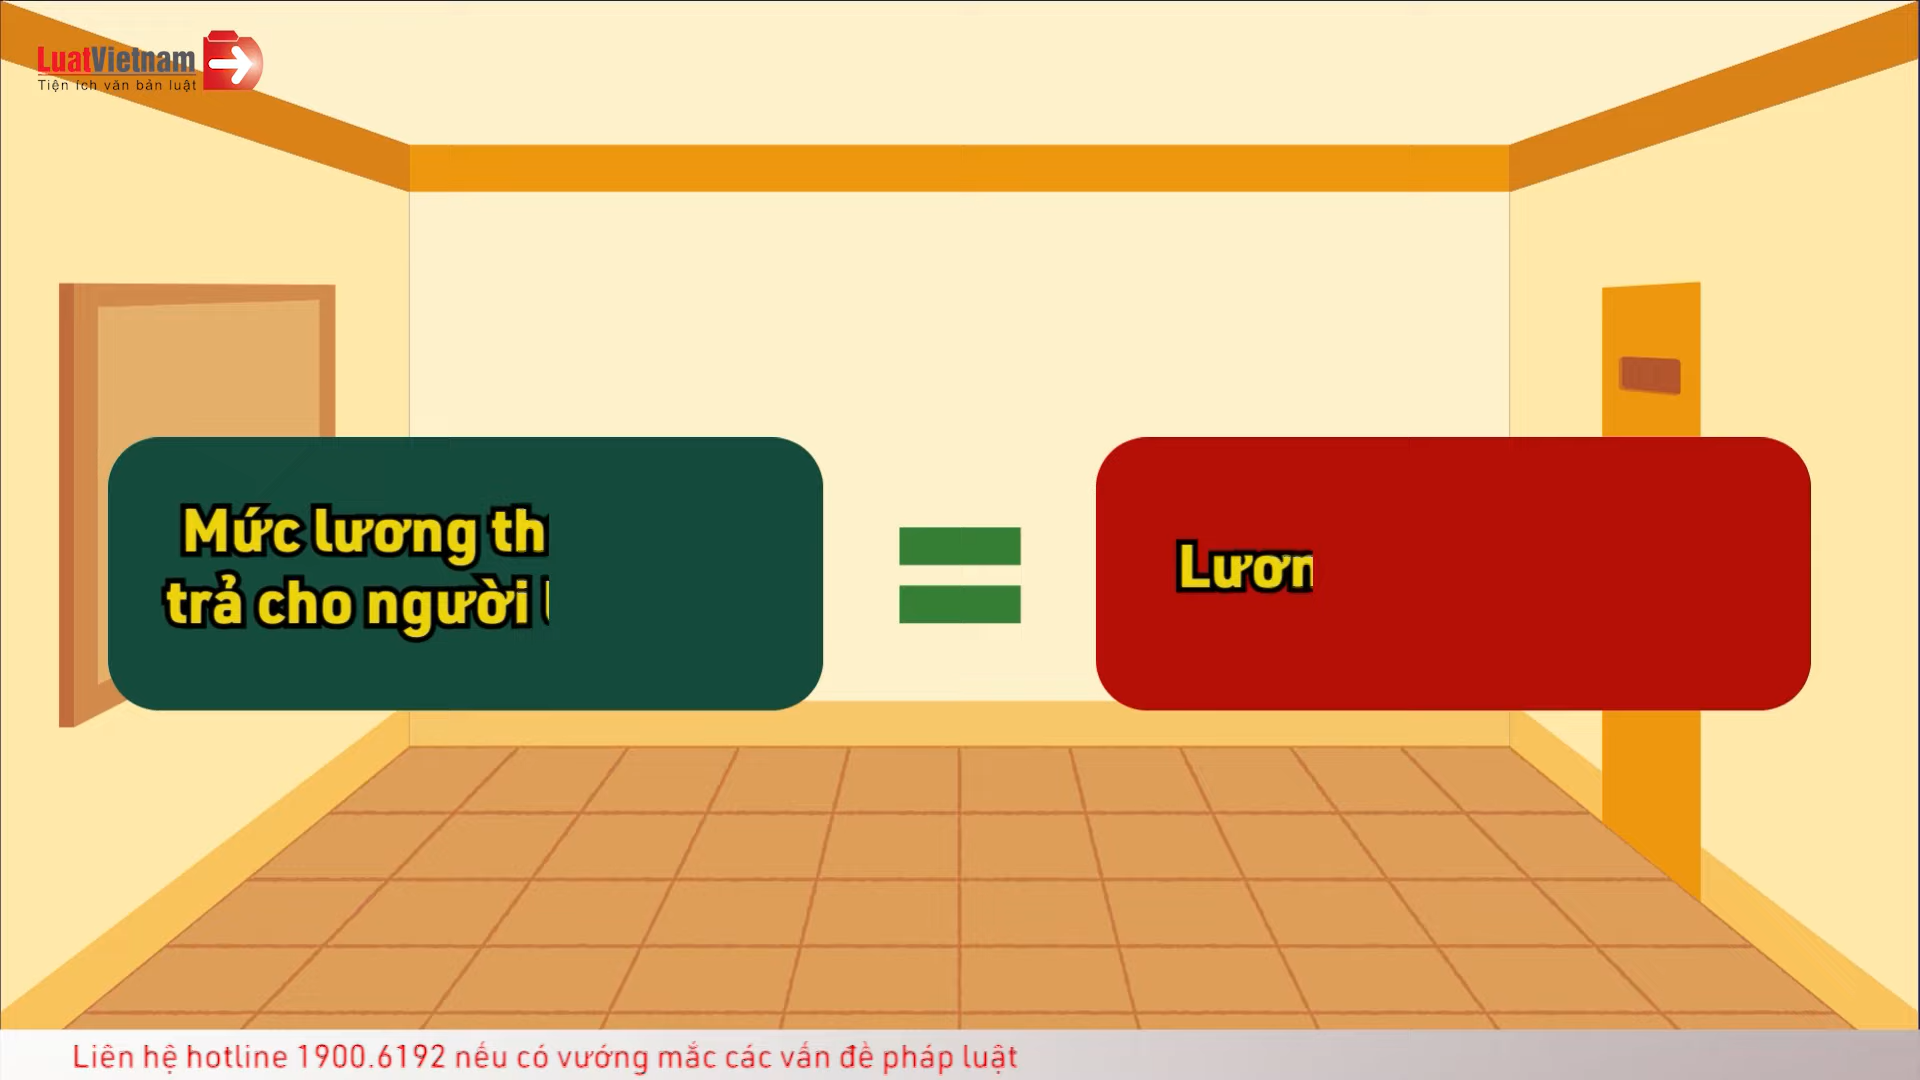 LuatVietnam
Tiện ích văn bản luật
Mức lương th
trả cho người
Lươn
Liên hệ hotline 1900.6192 nếu có vướng mắc các vấn đề pháp luật